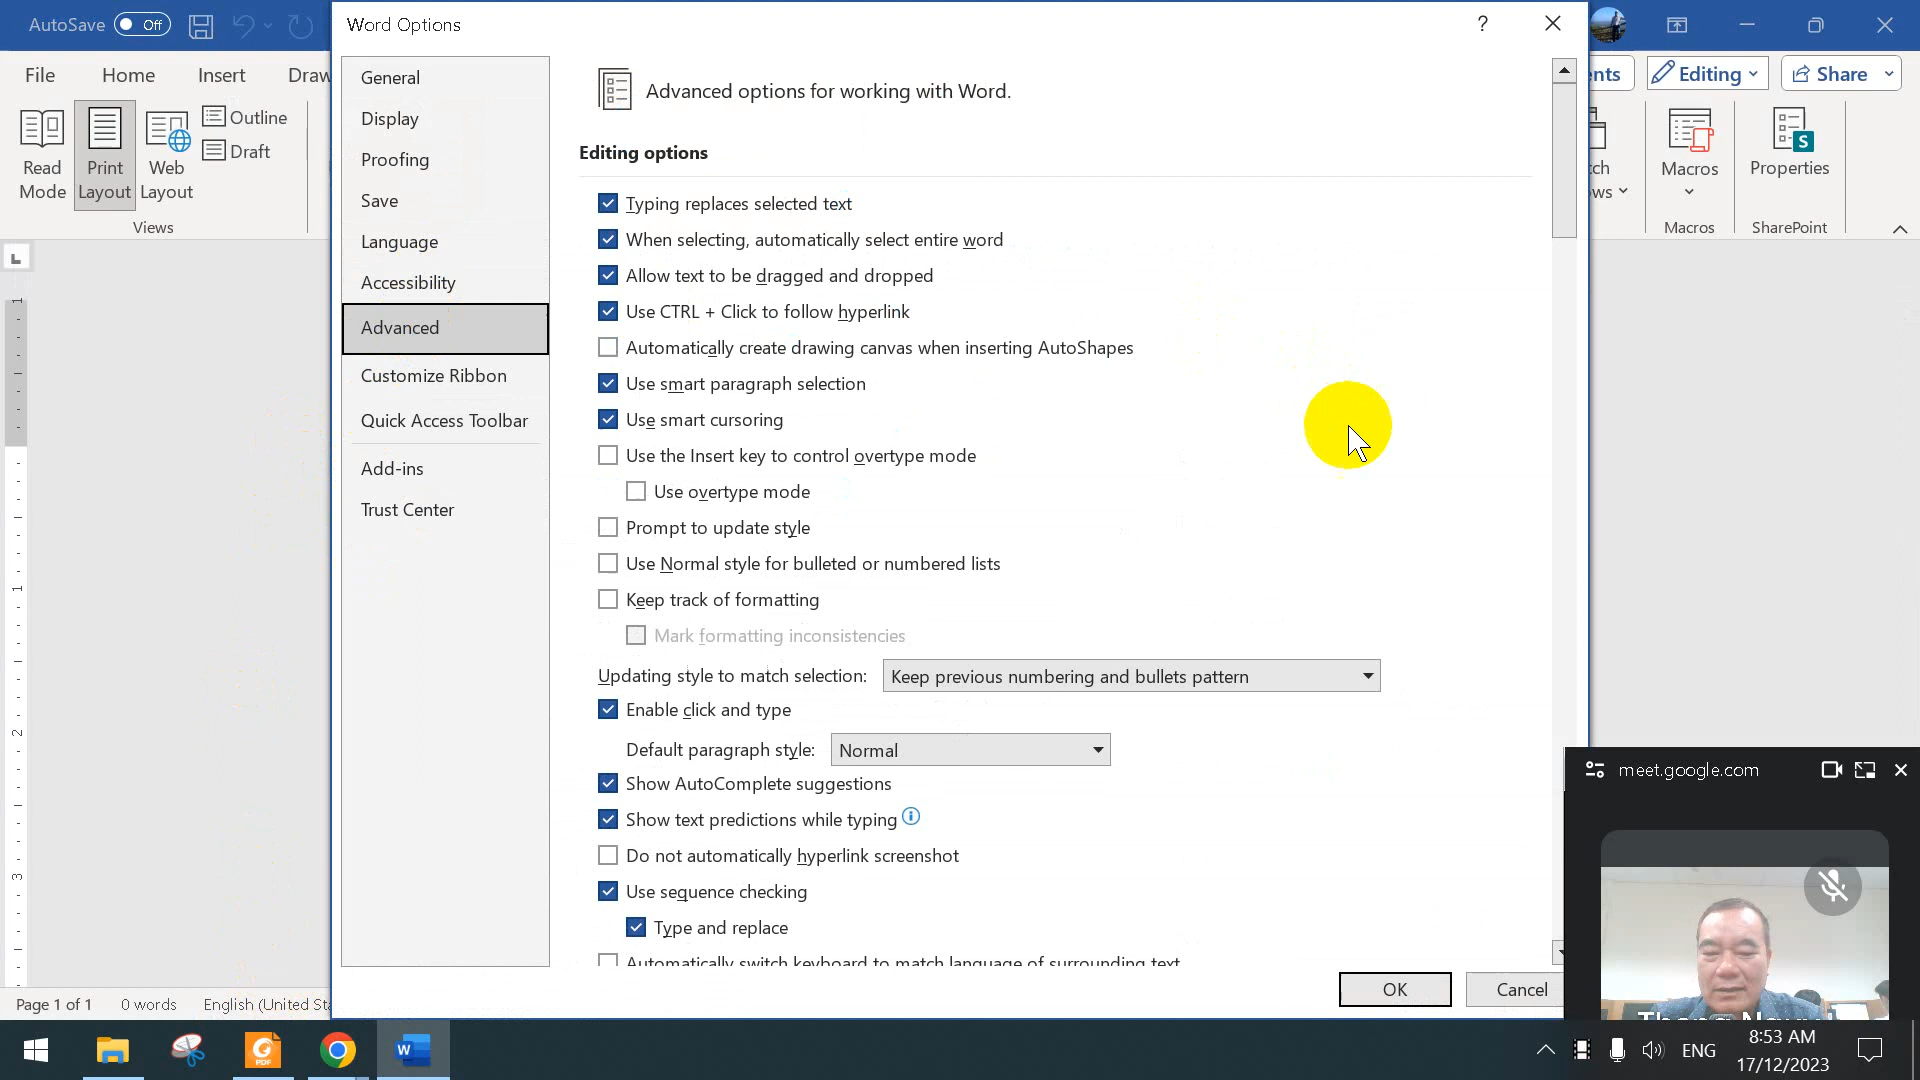 AutoSave Off
Word Options
?
File Home Insert Draw
Editing
Share
Read Mode
Print Layout
Web Layout
Outline
Draft
Views
Macros
Macros
Properties
S
SharePoint
General
Display
Proofing
Save
Language
Accessibility
Advanced
Customize Ribbon
Quick Access Toolbar
Add-ins
Trust Center
Advanced options for working with Word.
Editing options
Typing replaces selected text
When selecting, automatically select entire word
Allow text to be dragged and dropped
Use CTRL + Click to follow hyperlink
Automatically create drawing canvas when inserting AutoShapes
Use smart paragraph selection
Use smart cursoring
Use the Insert key to control overtype mode
Use overtype mode
Prompt to update style
Use Normal style for bulleted or numbered lists
Keep track of formatting
Mark formatting inconsistencies
Updating style to match selection: Keep previous numbering and bullets pattern
Enable click and type
Default paragraph style: Normal
Show AutoComplete suggestions
Show text predictions while typing
Do not automatically hyperlink screenshot
Use sequence checking
Type and replace
Automatically switch keyboard to match language of surrounding text
OK Cancel
meet.google.com
1
1
2
3
Page 1 of 1 0 words English (United Sta
PDF
W
ENG
8:53 AM
17/12/2023